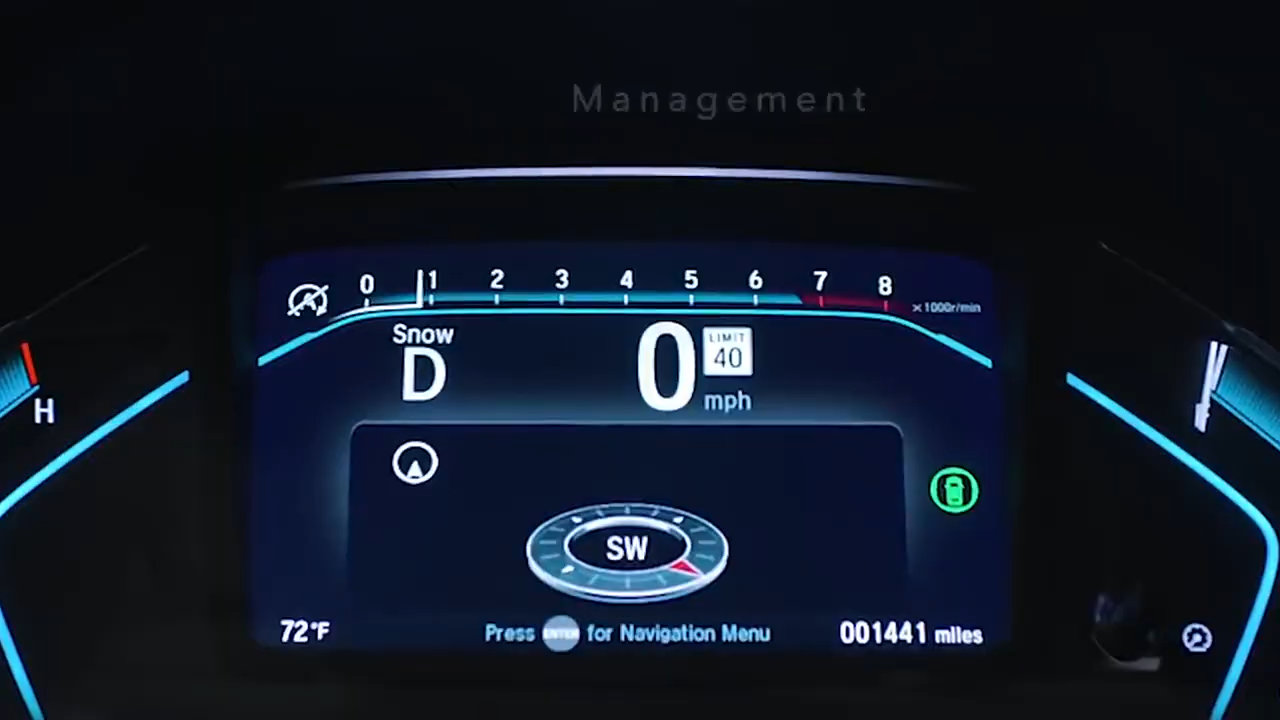 Management
0 1 2 3 4 5 6 7 8
×1000r/min
Snow
D
0
LIMIT
40
mph
H
SW
72°F
Press ENTER for Navigation Menu
001441 miles